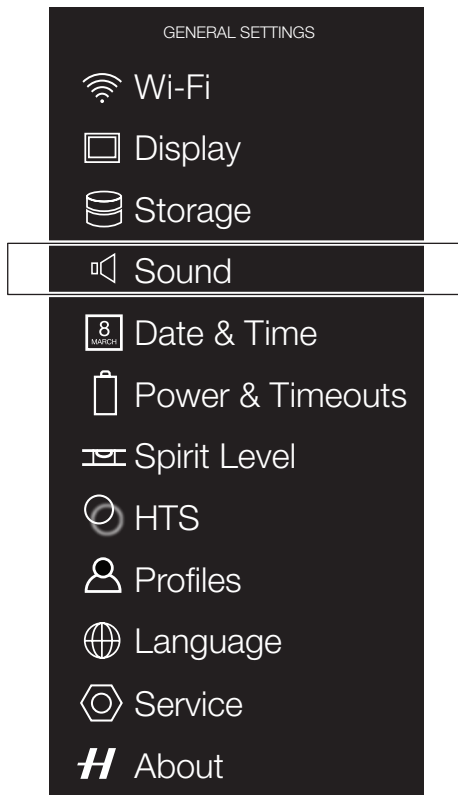 GENERAL SETTINGS
Wi-Fi
Display
Storage
Sound
8
MARCH
Date & Time
Power & Timeouts
Spirit Level
HTS
Profiles
Language
Service
H About